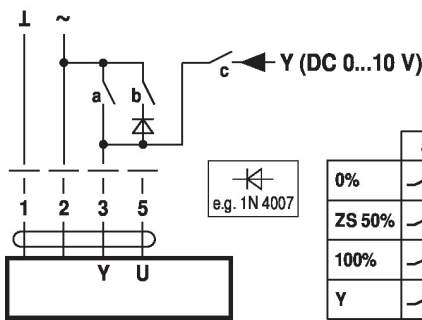 ⊥ ~
a b c Y (DC 0...10 V)
e.g. 1N 4007
1 2 3 5
Y U
0%
ZS 50%
100%
Y